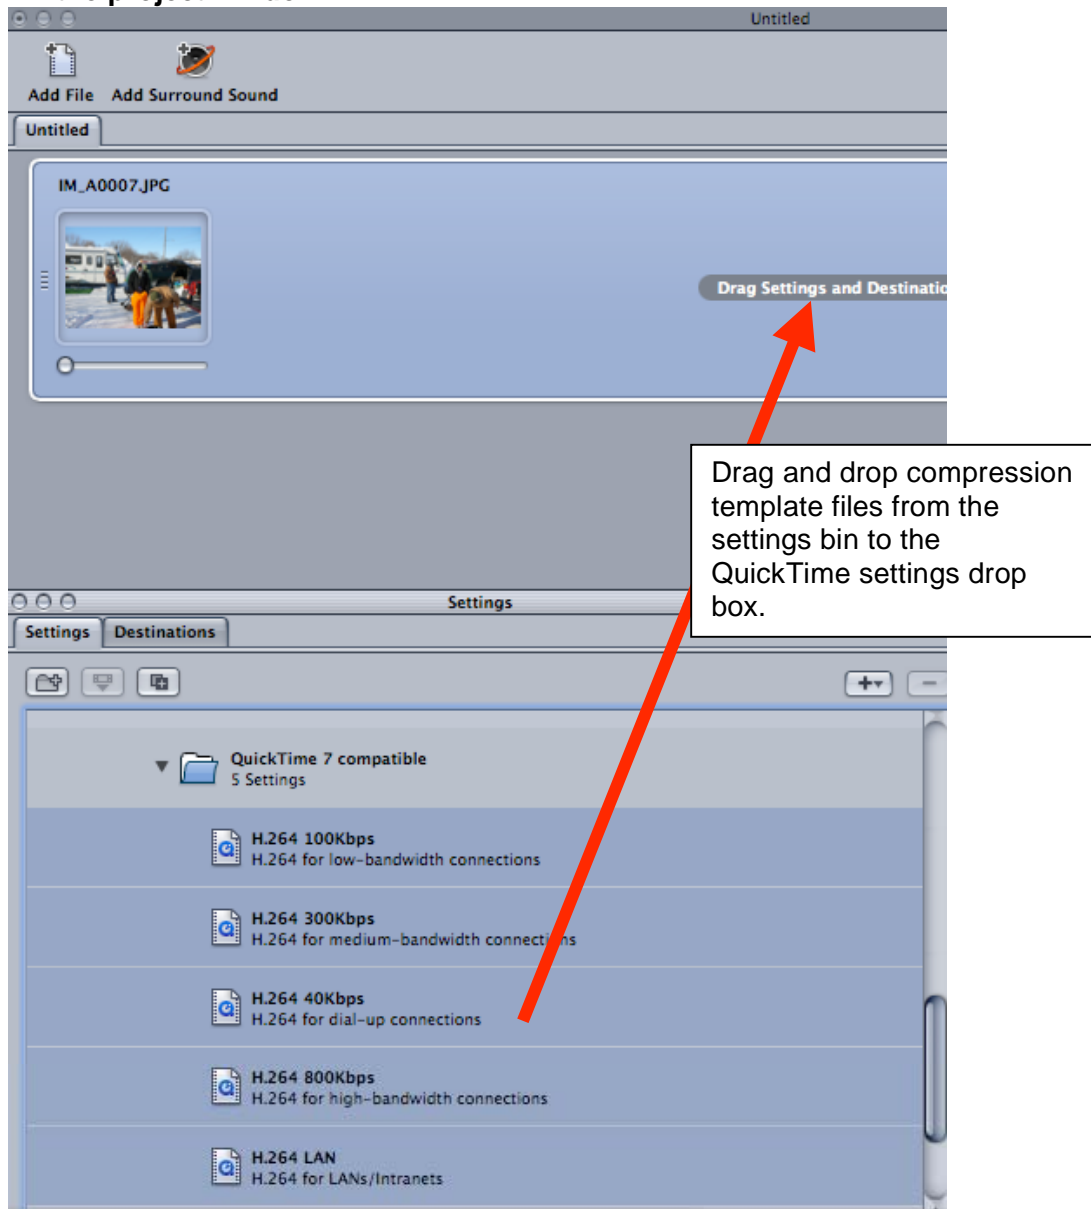 Untitled
Add File Add Surround Sound
Untitled
IM_A0007.JPG
Drag Settings and
Drag and drop compression
template files from the
settings bin to the
QuickTime settings drop
box.
Settings
Settings Destinations
QuickTime 7 compatible
5 Settings
H.264 100Kbps
H.264 for low-bandwidth connections
H.264 300Kbps
H.264 for medium-bandwidth connections
H.264 40Kbps
H.264 for dial-up connections
H.264 800Kbps
H.264 for high-bandwidth connections
H.264 LAN
H.264 for LANs/Intranets